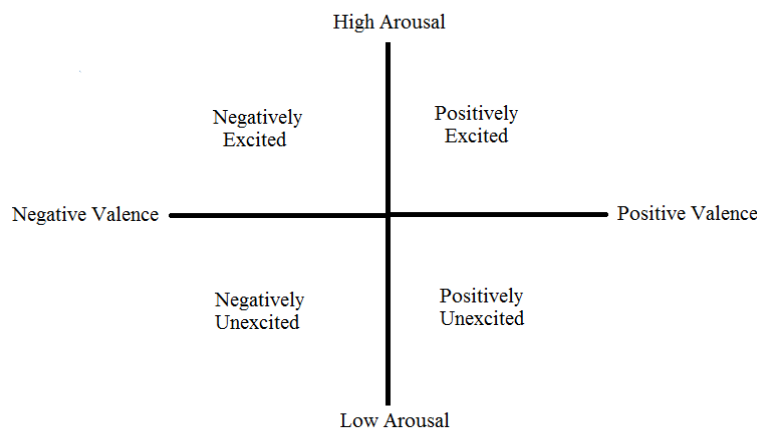 High Arousal
Negatively
Excited
Positively
Excited
Negative Valence
Positive Valence
Negatively
Unexcited
Positively
Unexcited
Low Arousal